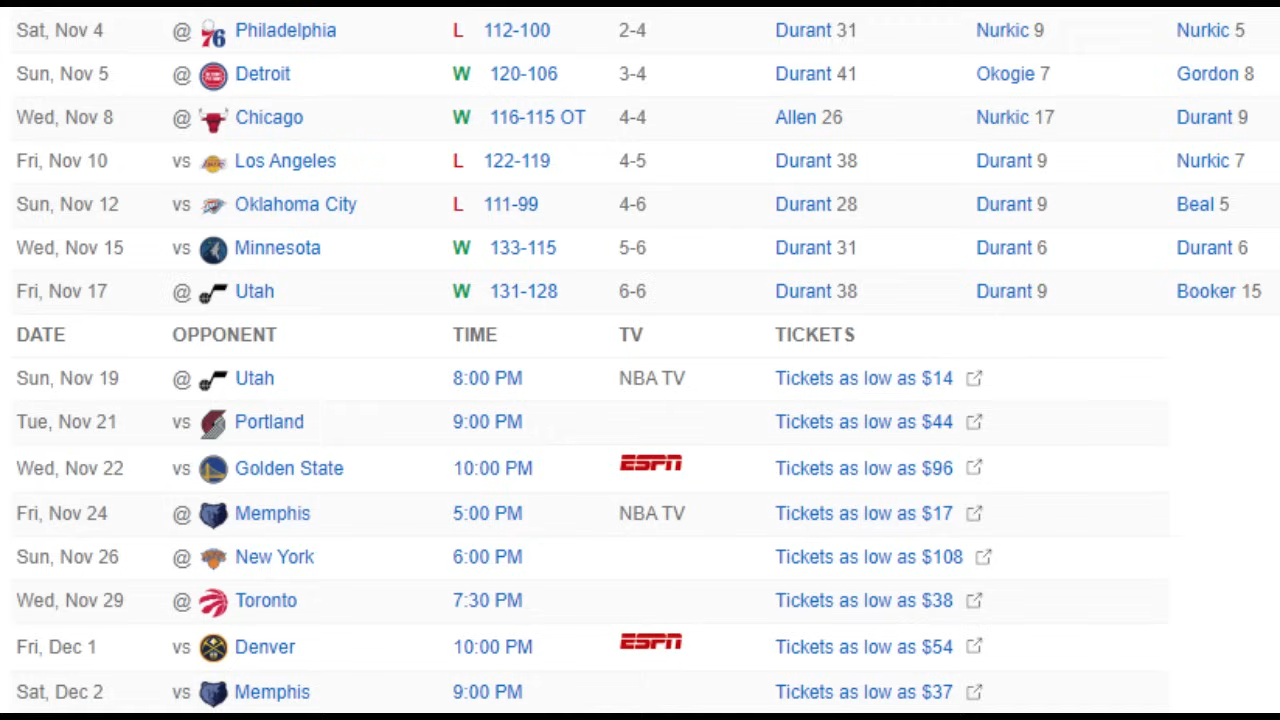 Sat, Nov 4 @ 76 Philadelphia L 112-100 2-4 Durant 31 Nurkic 9 Nurkic 5
Sun, Nov 5 @ Detroit W 120-106 3-4 Durant 41 Okogie 7 Gordon 8
Wed, Nov 8 @ Chicago W 116-115 OT 4-4 Allen 26 Nurkic 17 Durant 9
Fri, Nov 10 vs Los Angeles L 122-119 4-5 Durant 38 Durant 9 Nurkic 7
Sun, Nov 12 vs Oklahoma City L 111-99 4-6 Durant 28 Durant 9 Beal 5
Wed, Nov 15 vs Minnesota W 133-115 5-6 Durant 31 Durant 6 Durant 6
Fri, Nov 17 @ Utah W 131-128 6-6 Durant 38 Durant 9 Booker 15
DATE OPPONENT TIME TV TICKETS
Sun, Nov 19 @ Utah 8:00 PM NBA TV Tickets as low as $14
Tue, Nov 21 vs Portland 9:00 PM Tickets as low as $44
Wed, Nov 22 vs Golden State 10:00 PM ESPN Tickets as low as $96
Fri, Nov 24 @ Memphis 5:00 PM NBA TV Tickets as low as $17
Sun, Nov 26 @ New York 6:00 PM Tickets as low as $108
Wed, Nov 29 @ Toronto 7:30 PM Tickets as low as $38
Fri, Dec 1 vs Denver 10:00 PM ESPN Tickets as low as $54
Sat, Dec 2 vs Memphis 9:00 PM Tickets as low as $37